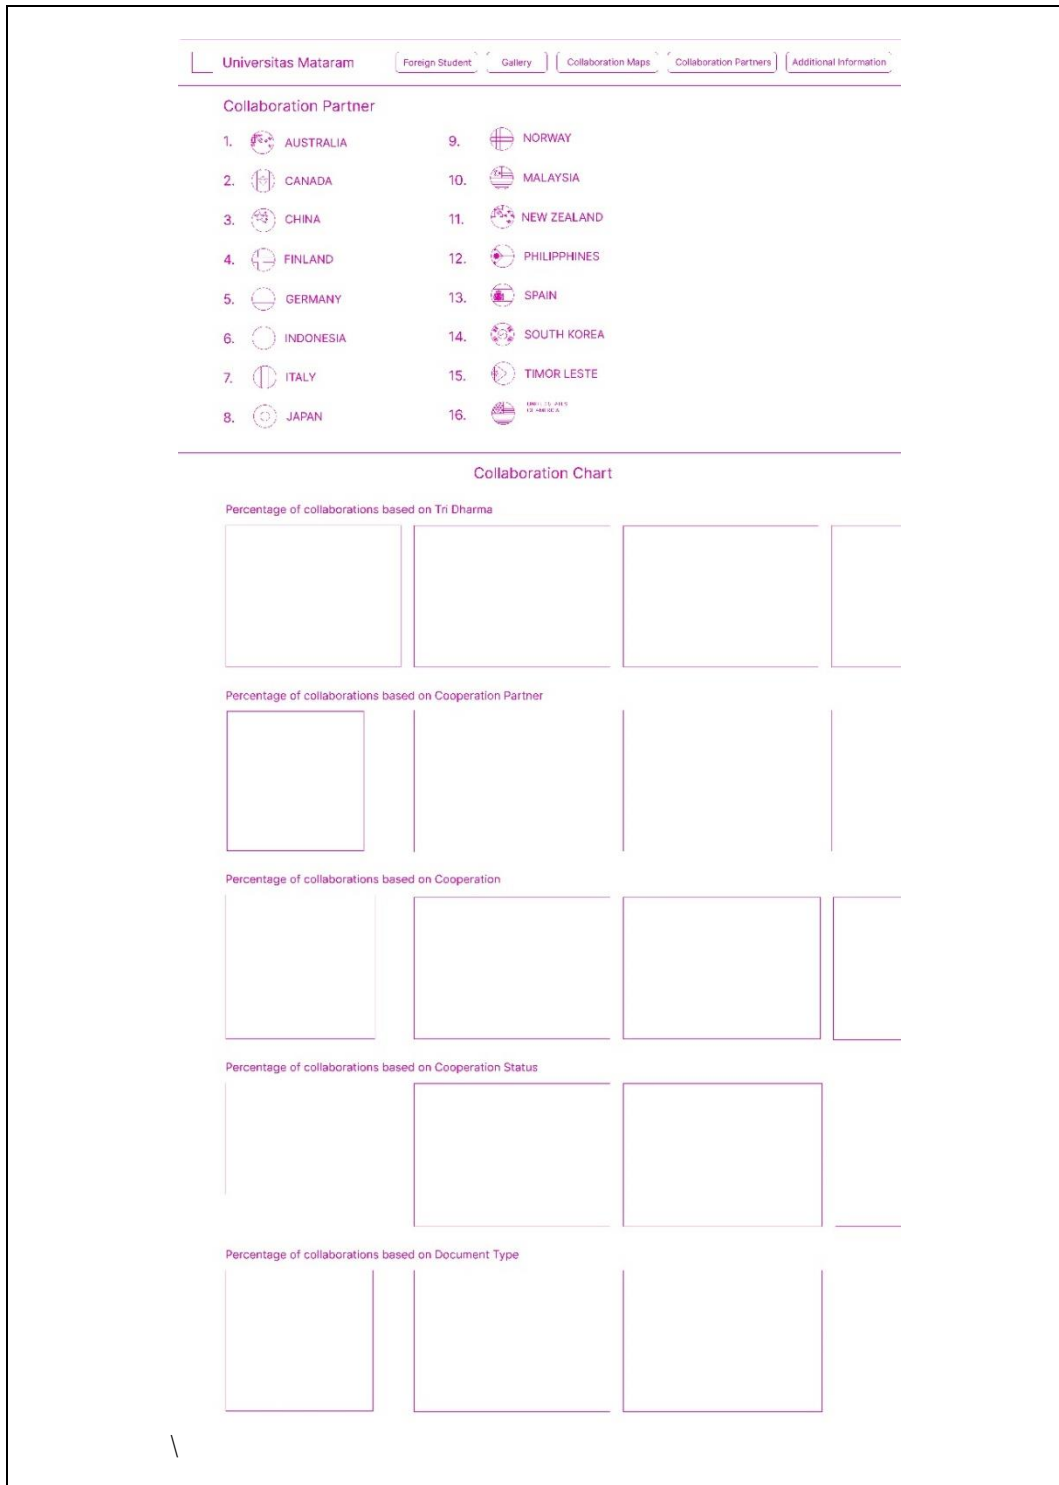 Universitas Mataram
Foreign Student
Gallery
Collaboration Maps
Collaboration Partners
Additional Information
Collaboration Partner
1. AUSTRALIA
2. CANADA
3. CHINA
4. FINLAND
5. GERMANY
6. INDONESIA
7. ITALY
8. JAPAN
9. NORWAY
10. MALAYSIA
11. NEW ZEALAND
12. PHILIPPHINES
13. SPAIN
14. SOUTH KOREA
15. TIMOR LESTE
16.
Collaboration Chart
Percentage of collaborations based on Tri Dharma
Percentage of collaborations based on Cooperation Partner
Percentage of collaborations based on Cooperation
Percentage of collaborations based on Cooperation Status
Percentage of collaborations based on Document Type
\